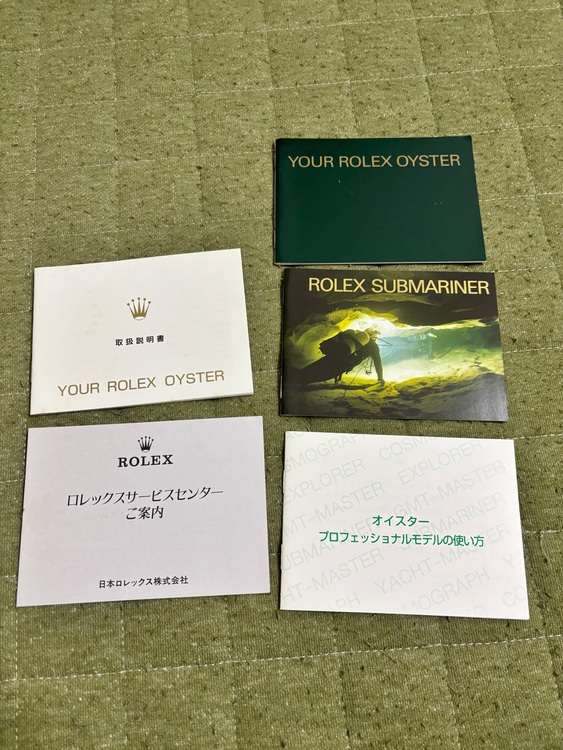 YOUR ROLEX OYSTER
取扱説明書
YOUR ROLEX OYSTER
ROLEX SUBMARINER
ROLEX
ロレックスサービスセンター
ご案内
日本ロレックス株式会社
COSMOGRAPH
EXPLORER
GMT-MASTER
SUBMARINER
YACHT-MASTER
オイスター
プロフェッショナルモデルの使い方